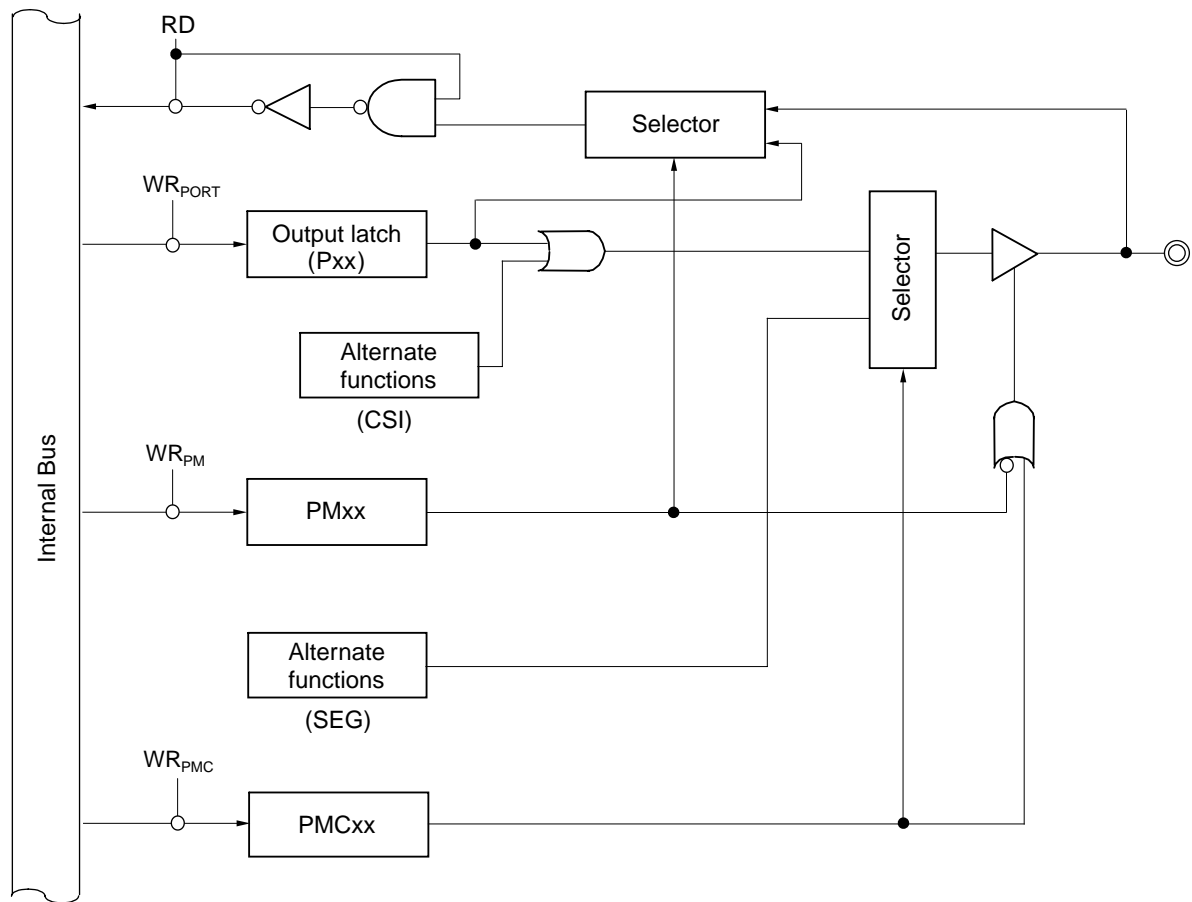 RD
Selector
WRPORT
Output latch
(Pxx)
Selector
Alternate
functions
(CSI)
Internal Bus
WRPM
PMxx
Alternate
functions
(SEG)
WRPMC
PMCxx